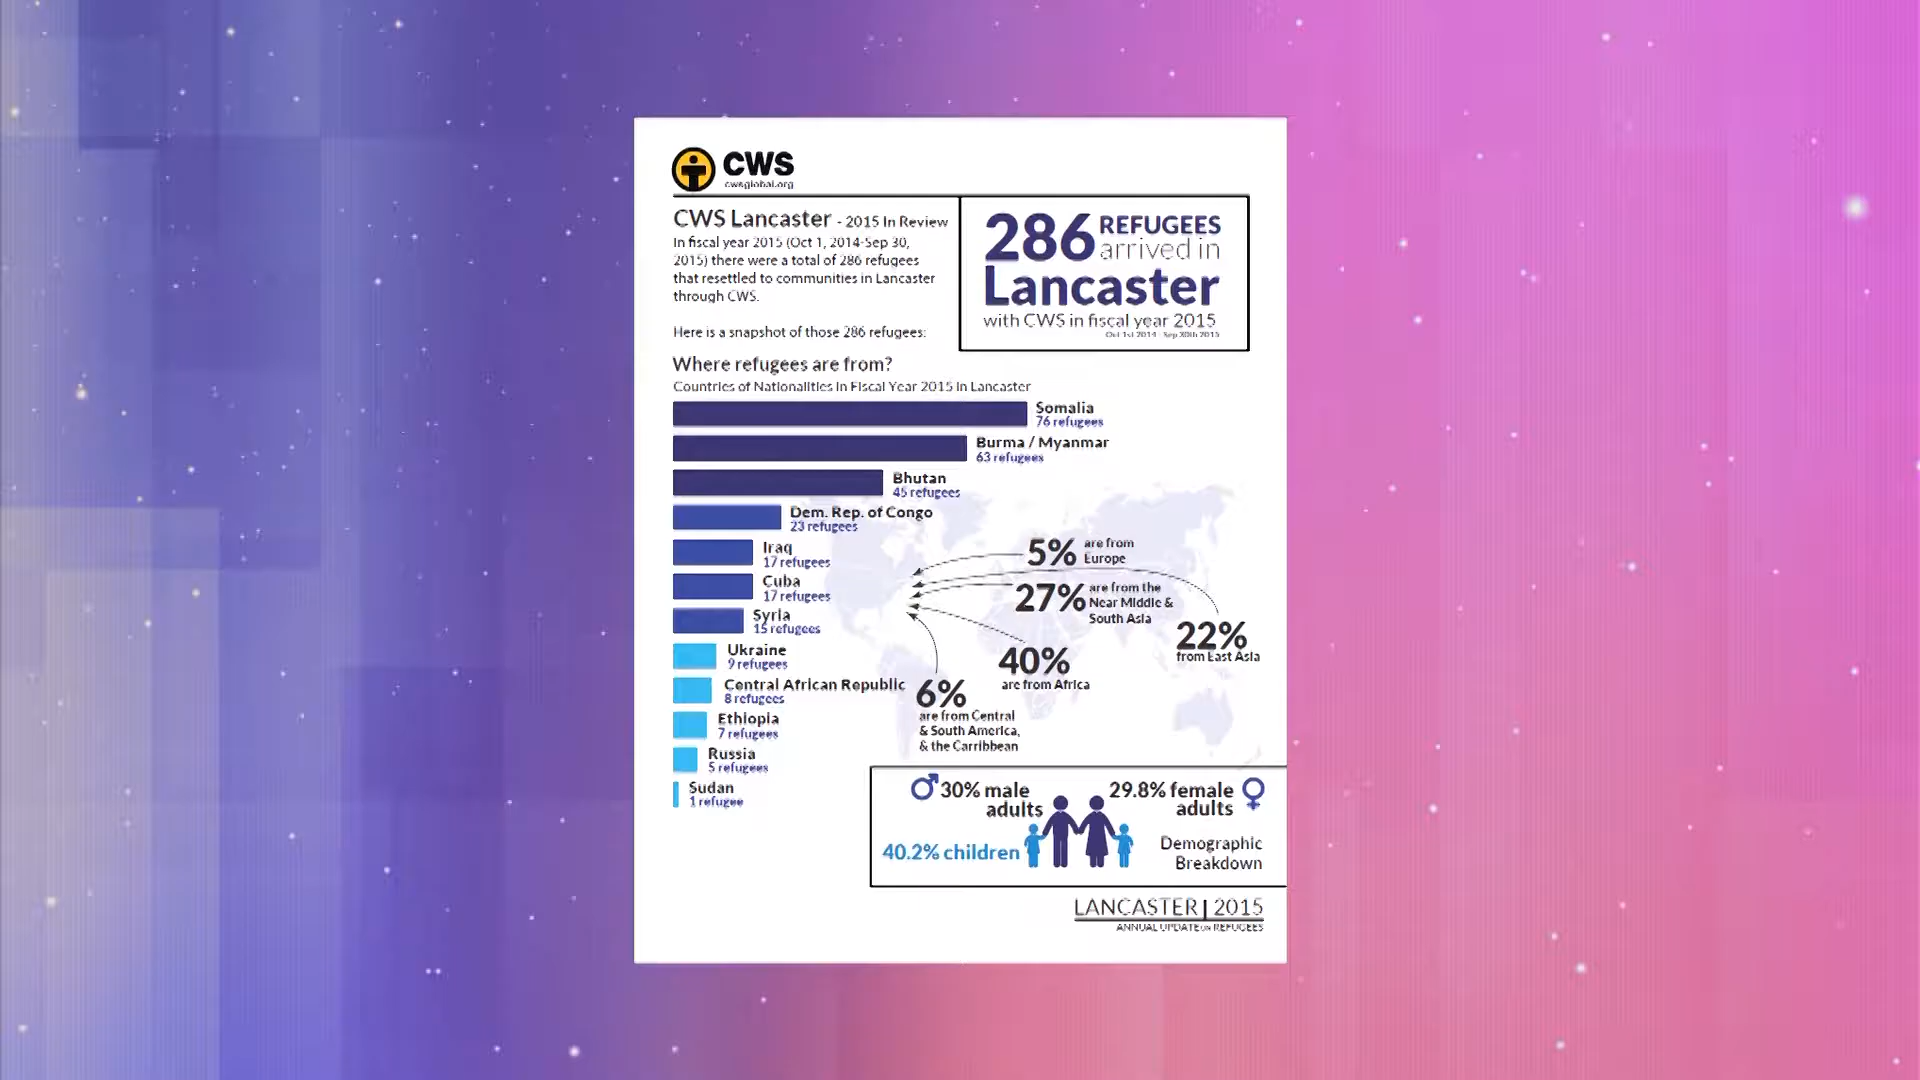 CWS
cwsglobal.org
CWS Lancaster - 2015 In Review
In fiscal year 2015 (Oct 1, 2014-Sep 30,
2015) there were a total of 286 refugees
that resettled to communities in Lancaster
through CWS.
Here is a snapshot of those 286 refugees:
286 REFUGEES
arrived in
Lancaster
with CWS in fiscal year 2015
Oct 1st 2014 - Sep 30th 2015
Where refugees are from?
Countries of Nationalities in Fiscal Year 2015 in Lancaster
Somalia
76 refugees
Burma / Myanmar
63 refugees
Bhutan
45 refugees
Dem. Rep. of Congo
23 refugees
Iraq
17 refugees
Cuba
17 refugees
Syria
15 refugees
Ukraine
9 refugees
Central African Republic
8 refugees
Ethiopia
7 refugees
Russia
5 refugees
Sudan
1 refugee
5% are from
Europe
27% are from the
Near Middle &
South Asia
22%
from East Asia
40%
are from Africa
6%
are from Central
& South America,
& the Carribbean
30% male
adults
29.8% female
adults
40.2% children
Demographic
Breakdown
LANCASTER | 2015
ANNUAL UPDATE ON REFUGEES